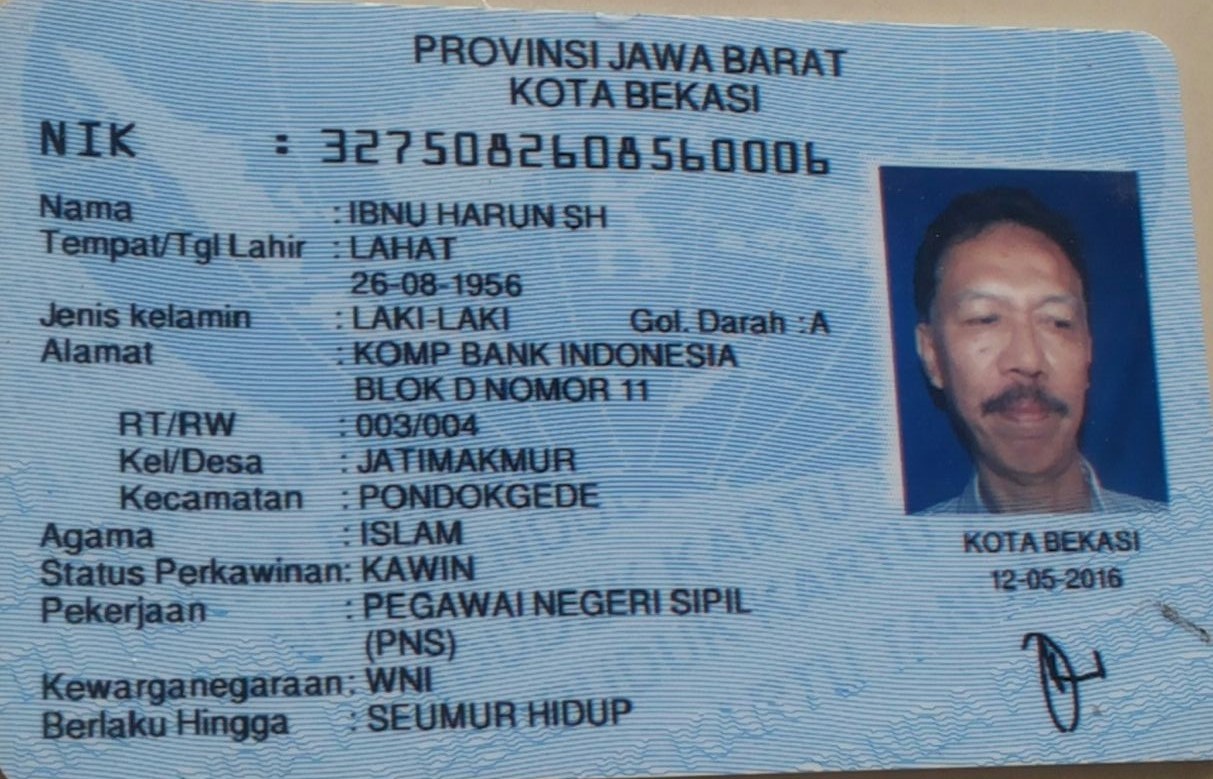 PROVINSI JAWA BARAT
KOTA BEKASI
NIK : 3275082608560006
Nama : IBNU HARUN SH
Tempat/Tgl Lahir : LAHAT
26-08-1956
Jenis kelamin : LAKI-LAKI Gol. Darah : A
Alamat : KOMP BANK INDONESIA
BLOK D NOMOR 11
RT/RW : 003/004
Kel/Desa : JATIMAKMUR
Kecamatan : PONDOKGEDE
Agama : ISLAM
Status Perkawinan: KAWIN
Pekerjaan : PEGAWAI NEGERI SIPIL
(PNS)
Kewarganegaraan: WNI
Berlaku Hingga : SEUMUR HIDUP
KOTA BEKASI
12-05-2016